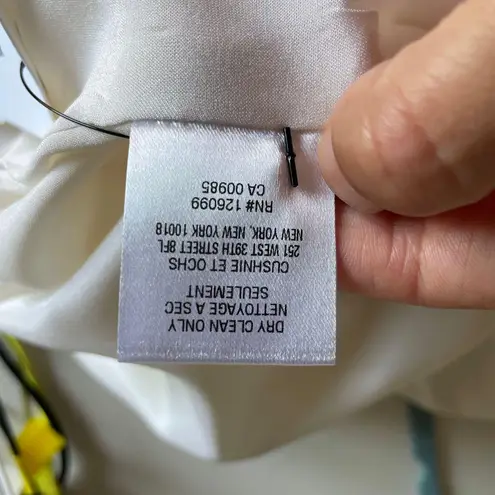 DRY CLEAN ONLY
NETTOYAGE A SEC
SEULEMENT
CUSHNIE ET OCHS
251 WEST 39TH STREET 8FL
NEW YORK, NEW YORK 10018
RN# 126099
CA 00985